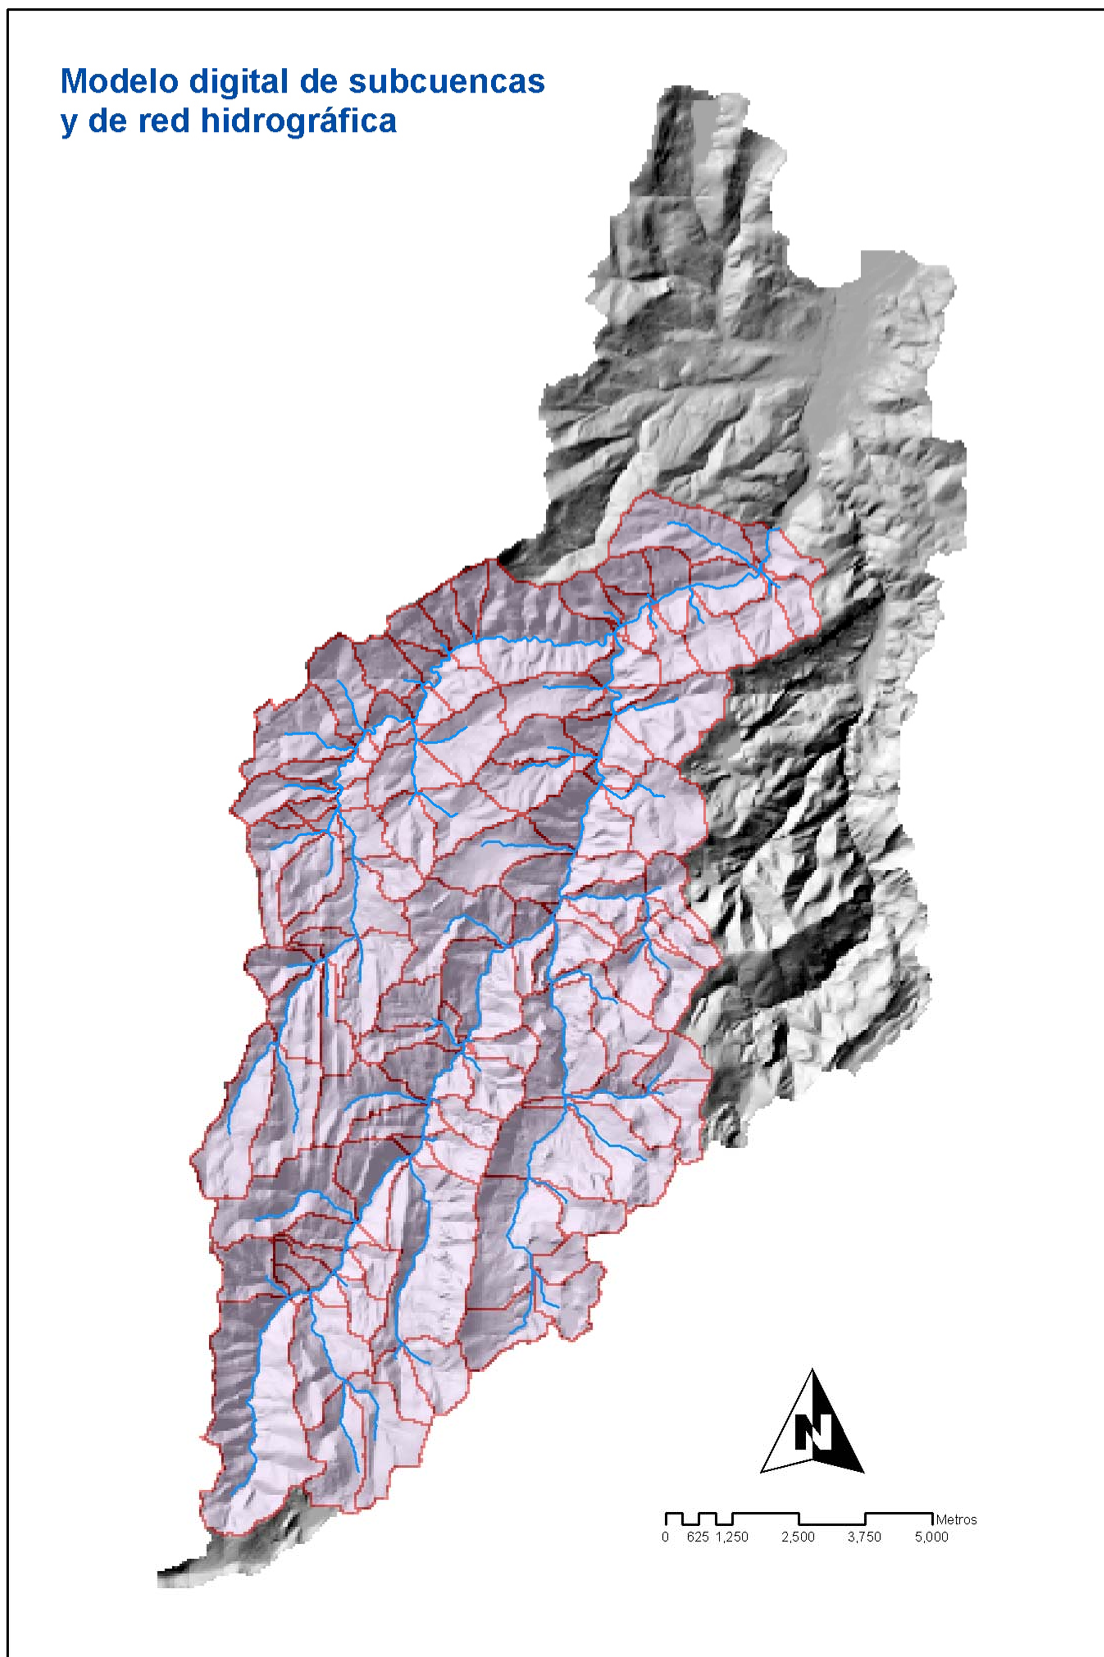 Modelo digital de subcuencas
y de red hidrográfica
N
Metros
0 625 1,250 2,500 3,750 5,000